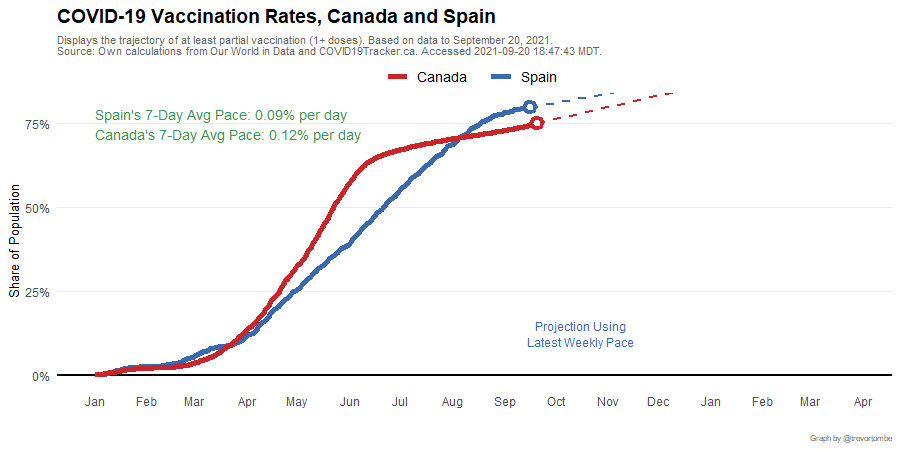 COVID-19 Vaccination Rates, Canada and Spain
Displays the trajectory of at least partial vaccination (1+ doses). Based on data to September 20, 2021.
Source: Own calculations from Our World in Data and COVID19Tracker.ca. Accessed 2021-09-20 18:47:43 MDT.
Canada Spain
Spain's 7-Day Avg Pace: 0.09% per day
Canada's 7-Day Avg Pace: 0.12% per day
75%
50%
25%
0%
Share of Population
Projection Using
Latest Weekly Pace
Jan Feb Mar Apr May Jun Jul Aug Sep Oct Nov Dec Jan Feb Mar Apr
Graph by @trevortombe